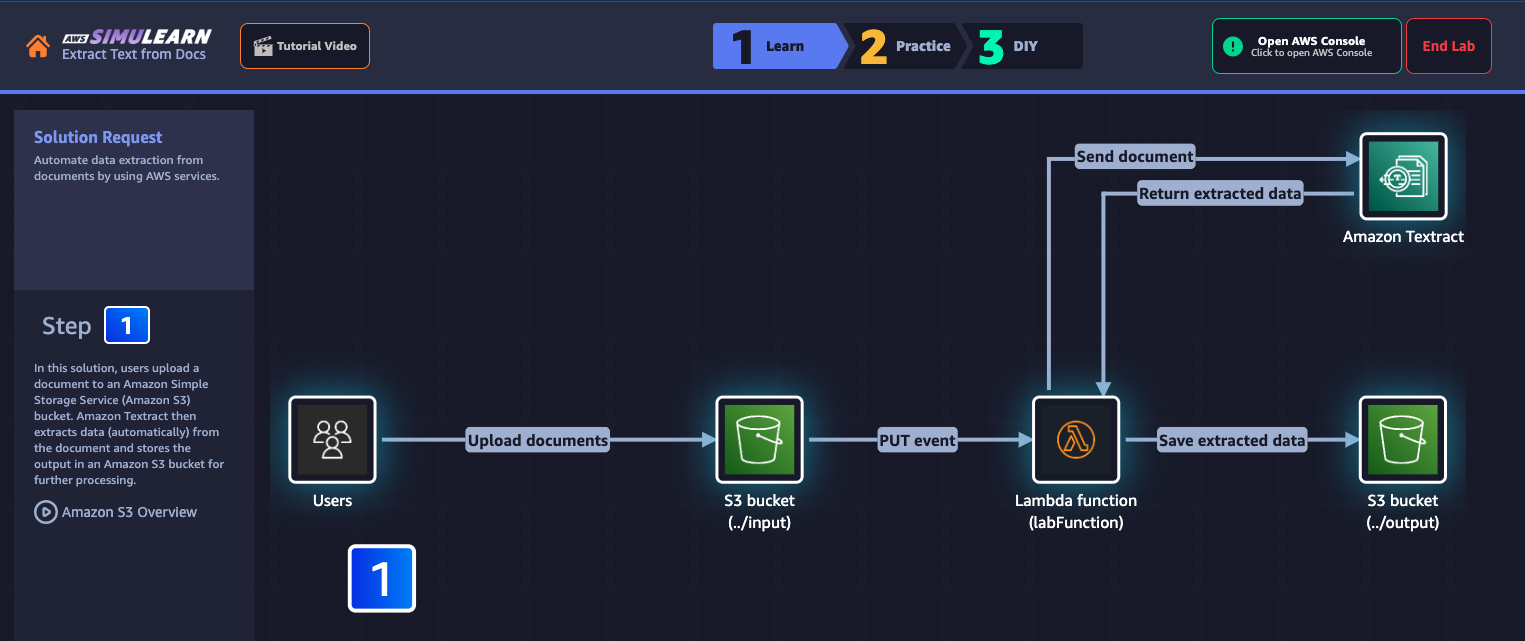 aws SIMULEARN
Extract Text from Docs
Tutorial Video
1 Learn
2 Practice
3 DIY
! Open AWS Console
Click to open AWS Console
End Lab
Solution Request
Automate data extraction from
documents by using AWS services.
Step 1
In this solution, users upload a
document to an Amazon Simple
Storage Service (Amazon S3)
bucket. Amazon Textract then
extracts data (automatically) from
the document and stores the
output in an Amazon S3 bucket for
further processing.
Amazon S3 Overview
Send document
Return extracted data
Amazon Textract
Upload documents
PUT event
Save extracted data
Users
S3 bucket
(../input)
Lambda function
(labFunction)
S3 bucket
(../output)
1